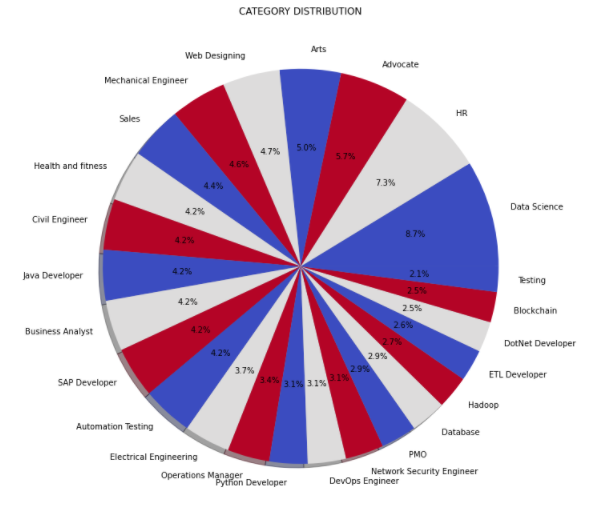 CATEGORY DISTRIBUTION
Arts
Web Designing
Advocate
Mechanical Engineer
HR
Sales
5.0%
4.7%
5.7%
4.6%
Health and fitness
4.4%
7.3%
Data Science
4.2%
Civil Engineer
8.7%
4.2%
Java Developer
4.2%
2.1%
Testing
2.5%
4.2%
2.5%
Blockchain
Business Analyst
4.2%
2.6%
DotNet Developer
2.7%
4.2%
2.9%
ETL Developer
SAP Developer
3.7%
2.9%
3.4%
3.1%
3.1%
3.1%
Hadoop
Automation Testing
Database
Electrical Engineering
PMO
Operations Manager
Network Security Engineer
Python Developer
DevOps Engineer